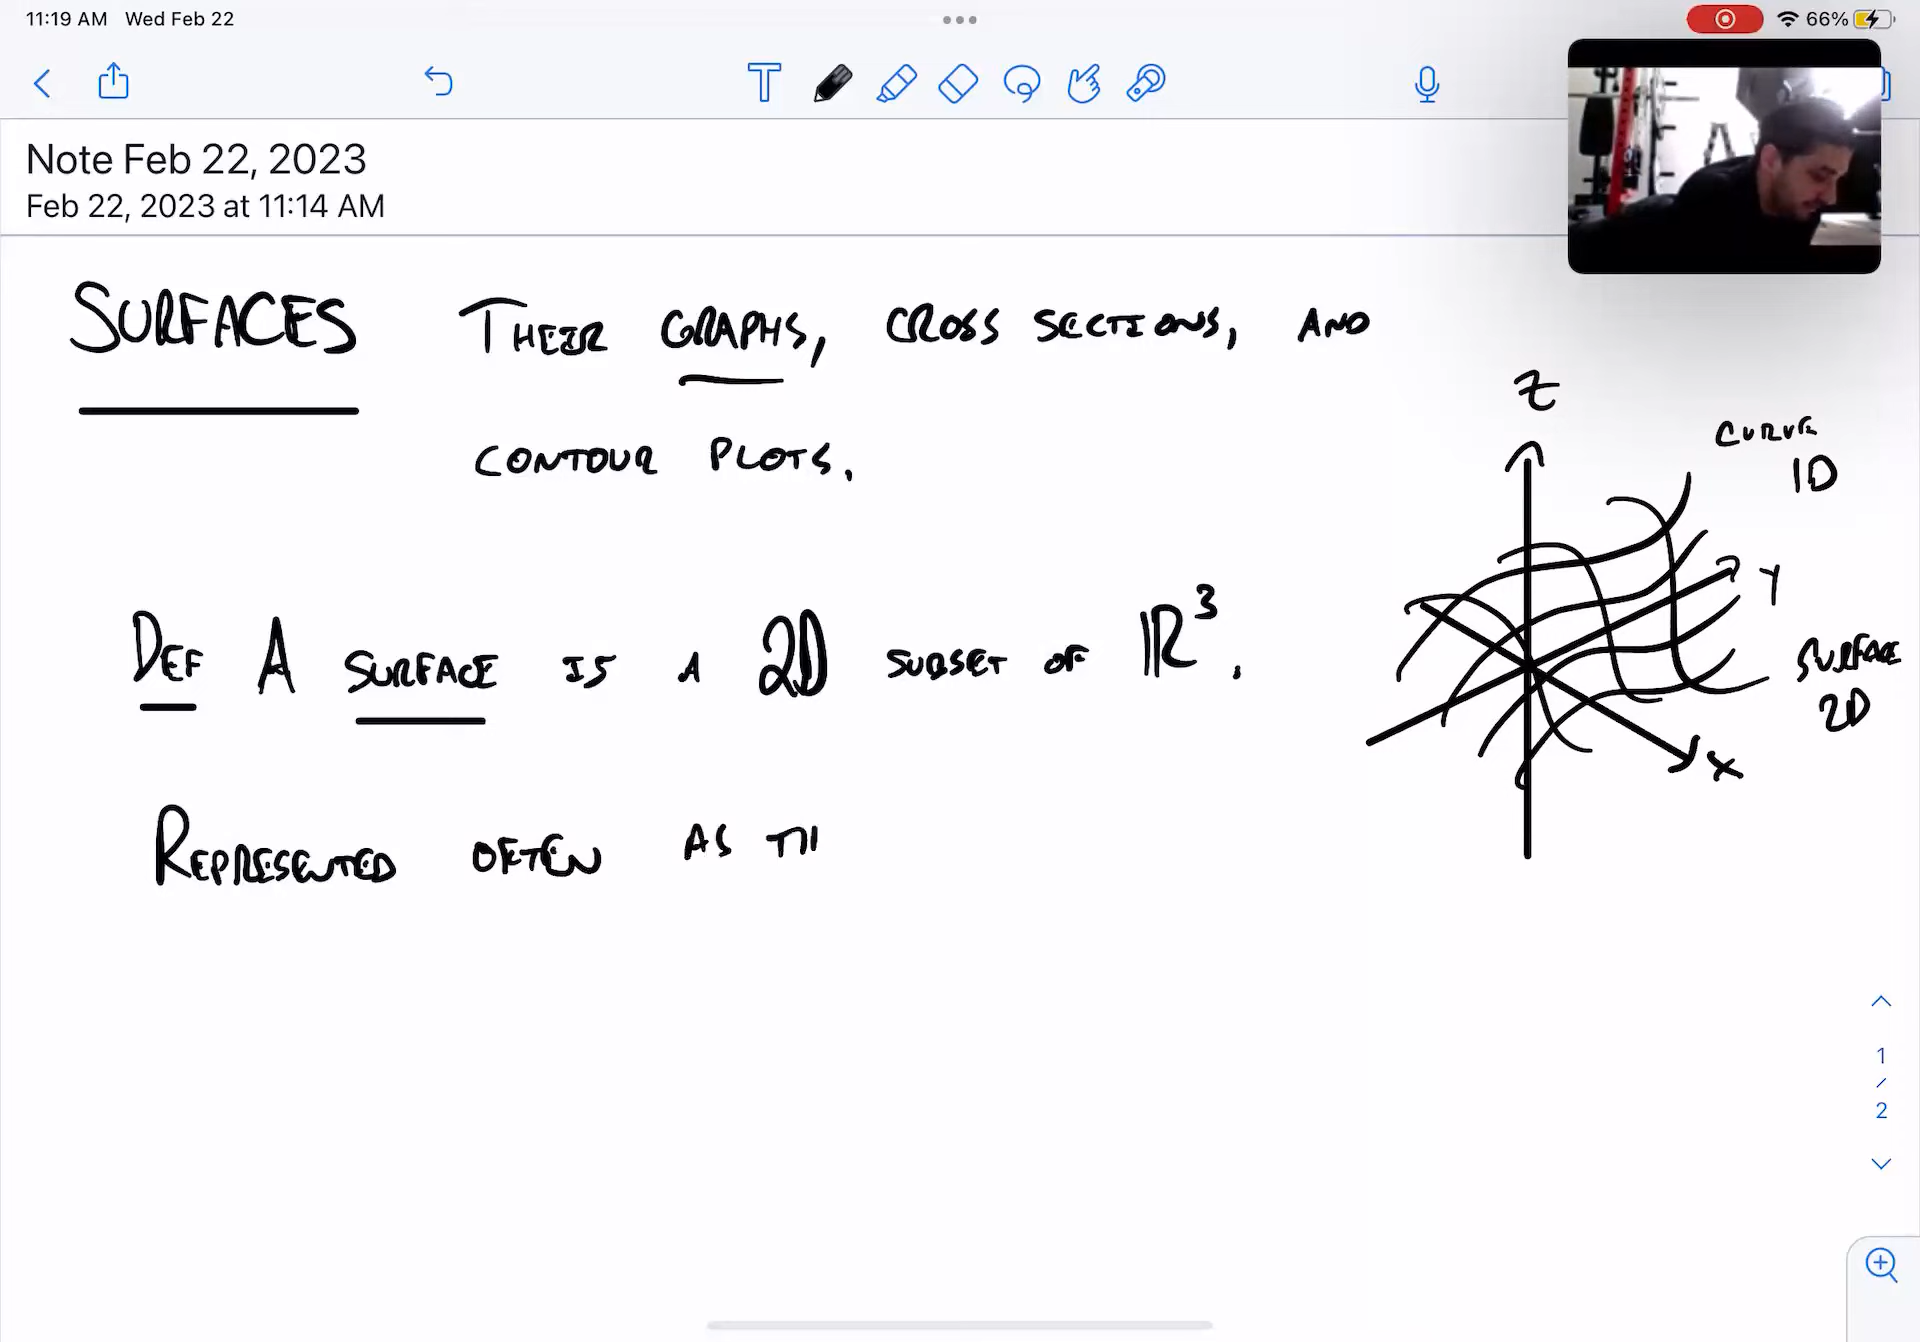 11:19 AM Wed Feb 22
66%
Note Feb 22, 2023
Feb 22, 2023 at 11:14 AM
SURFACES THEIR GRAPHS, CROSS SECTIONS, AND
CONTOUR PLOTS.
Z
CURVE
1D
Y
DEF A SURFACE IS A 2D SUBSET OF ℝ³.
SURFACE
2D
X
REPRESENTED OFTEN AS
1
/
2